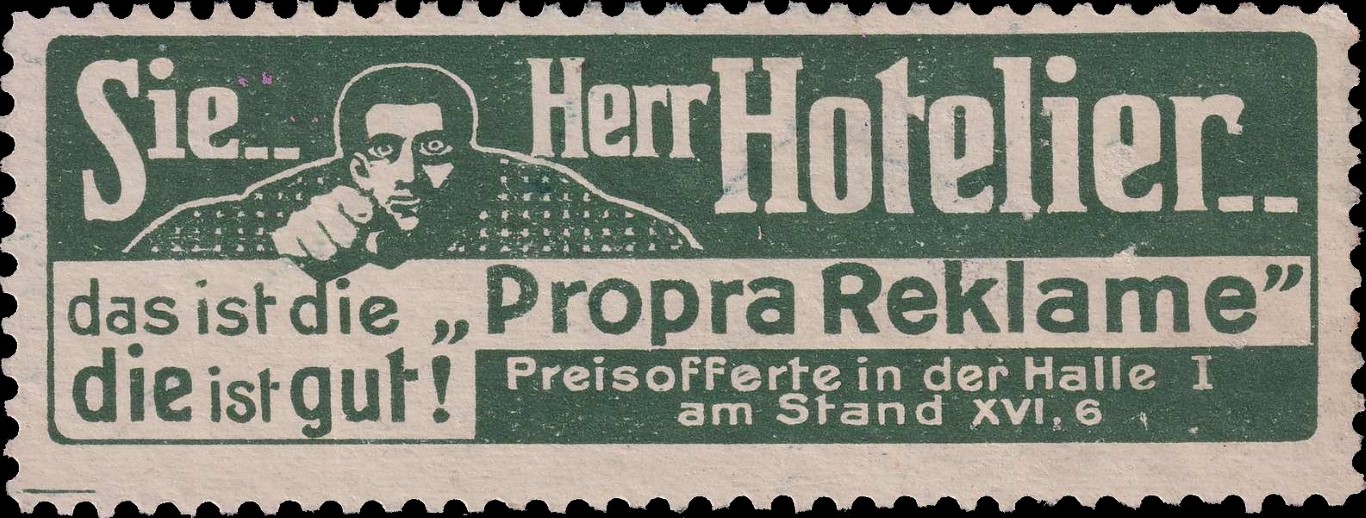 Sie.. Herr Hotelier..
das ist die „Propra Reklame”
die ist gut!
Preisofferte in der Halle I
am Stand XVI, 6